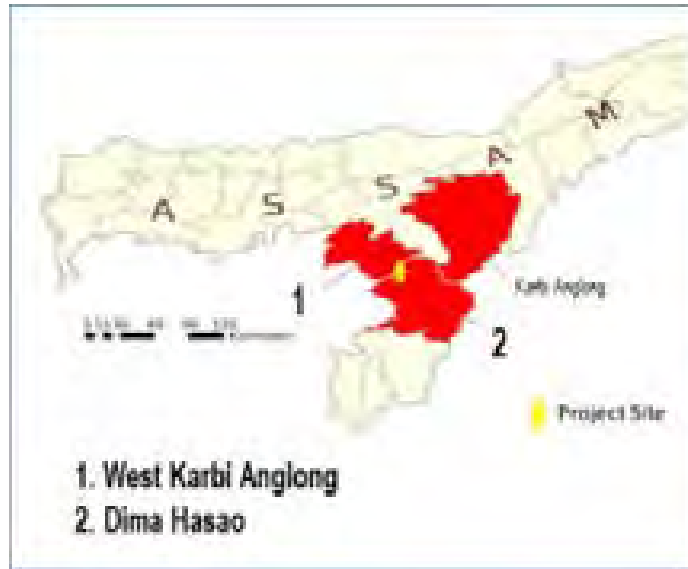 A S S A M
1
Karbi Anglong
2
Project Site
1. West Karbi Anglong
2. Dima Hasao